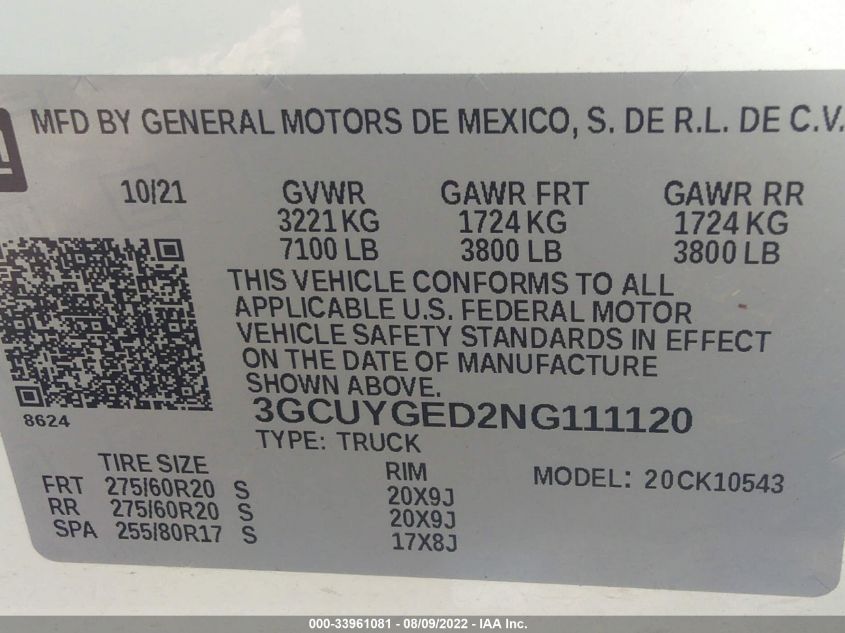 MFD BY GENERAL MOTORS DE MEXICO, S. DE R.L. DE C.V.
10/21 GVWR GAWR FRT GAWR RR
3221 KG 1724 KG 1724 KG
7100 LB 3800 LB 3800 LB
THIS VEHICLE CONFORMS TO ALL
APPLICABLE U.S. FEDERAL MOTOR
VEHICLE SAFETY STANDARDS IN EFFECT
ON THE DATE OF MANUFACTURE
SHOWN ABOVE.
8624
3GCUYGED2NG111120
TYPE: TRUCK
TIRE SIZE RIM MODEL: 20CK10543
FRT 275/60R20 S 20X9J
RR 275/60R20 S 20X9J
SPA 255/80R17 S 17X8J
000-33961081 - 08/09/2022 - IAA Inc.